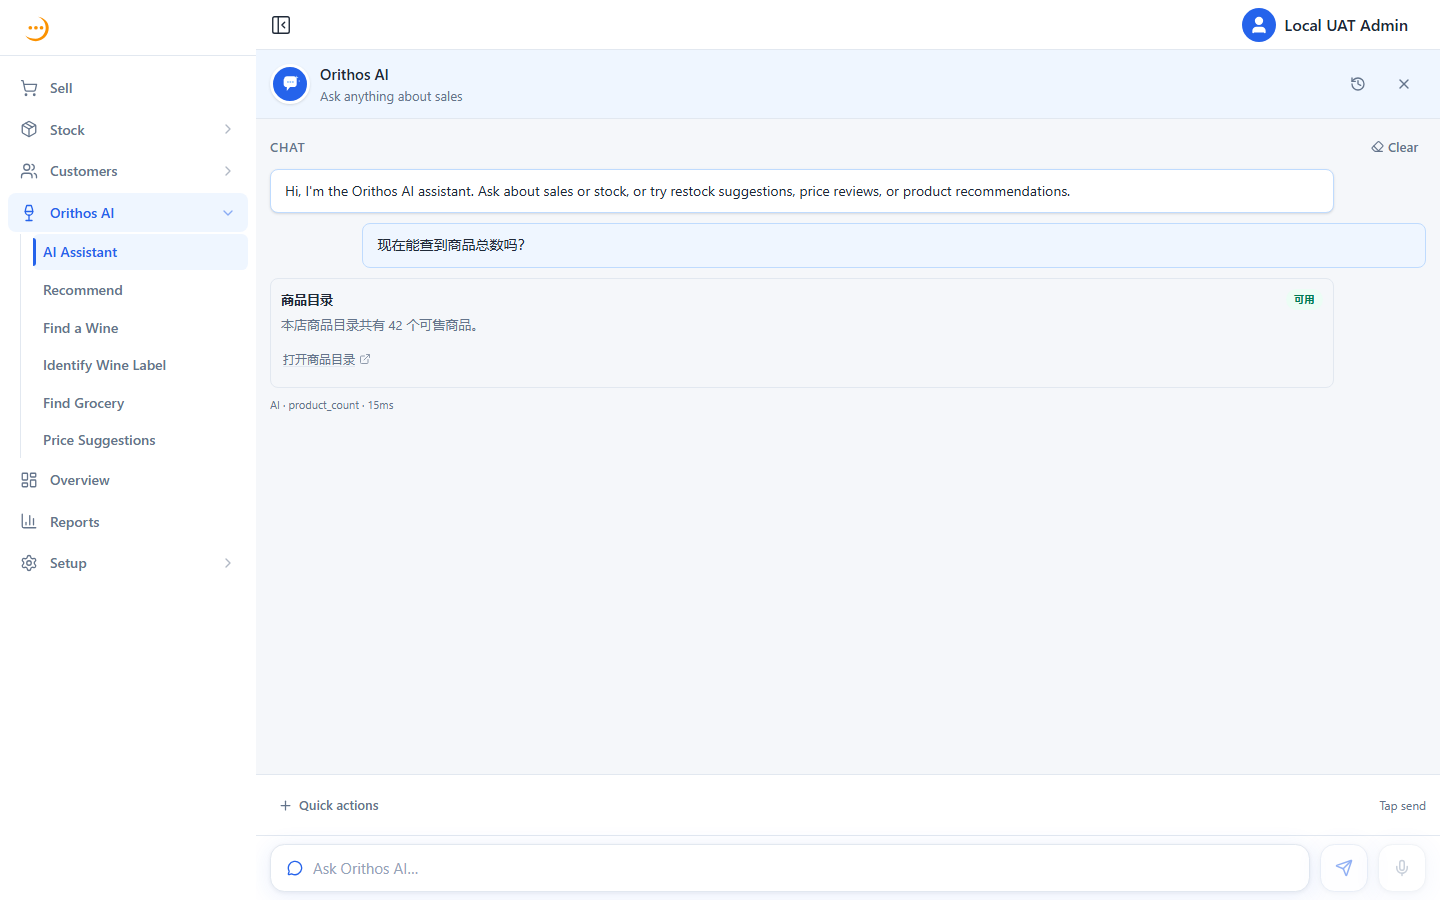 Local UAT Admin
Sell
Stock
Customers
Orithos AI
AI Assistant
Recommend
Find a Wine
Identify Wine Label
Find Grocery
Price Suggestions
Overview
Reports
Setup
Orithos AI
Ask anything about sales
CHAT
Clear
Hi, I'm the Orithos AI assistant. Ask about sales or stock, or try restock suggestions, price reviews, or product recommendations.
现在能查到商品总数吗?
商品目录
可用
本店商品目录共有 42 个可售商品。
打开商品目录
AI · product_count · 15ms
Quick actions
Tap send
Ask Orithos AI...